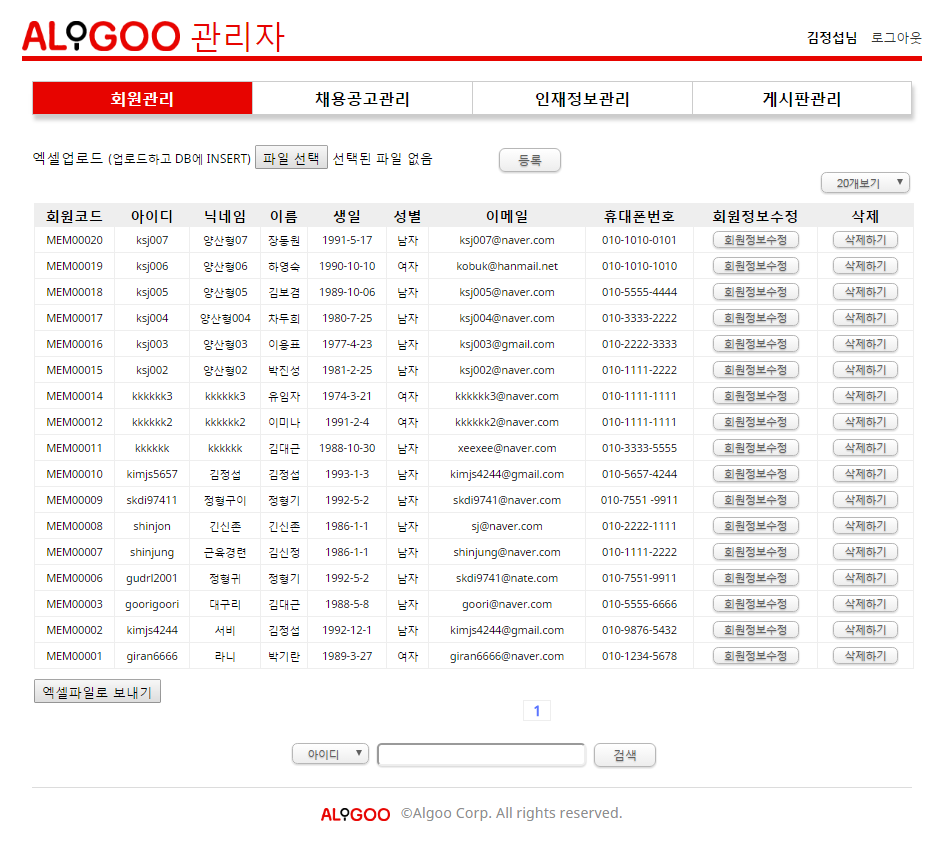 ALGOO 관리자
김정섭님 로그아웃
회원관리 채용공고관리 인재정보관리 게시판관리
엑셀업로드 (업로드하고 DB에 INSERT) 파일 선택 선택된 파일 없음 등록
20개보기 ▼
회원코드 아이디 닉네임 이름 생일 성별 이메일 휴대폰번호 회원정보수정 삭제
MEM00020 ksj007 양산형07 장동원 1991-5-17 남자 ksj007@naver.com 010-1010-0101 회원정보수정 삭제하기
MEM00019 ksj006 양산형06 하영숙 1990-10-10 여자 kobuk@hanmail.net 010-1010-1010 회원정보수정 삭제하기
MEM00018 ksj005 양산형05 김보겸 1989-10-06 남자 ksj005@naver.com 010-5555-4444 회원정보수정 삭제하기
MEM00017 ksj004 양산형004 차두희 1980-7-25 남자 ksj004@naver.com 010-3333-2222 회원정보수정 삭제하기
MEM00016 ksj003 양산형03 이용표 1977-4-23 남자 ksj003@gmail.com 010-2222-3333 회원정보수정 삭제하기
MEM00015 ksj002 양산형02 박진성 1981-2-25 남자 ksj002@naver.com 010-1111-2222 회원정보수정 삭제하기
MEM00014 kkkkkk3 kkkkkk3 유임자 1974-3-21 여자 kkkkkk3@naver.com 010-1111-1111 회원정보수정 삭제하기
MEM00012 kkkkkk2 kkkkkk2 이미나 1991-2-4 여자 kkkkkk2@naver.com 010-1111-1111 회원정보수정 삭제하기
MEM00011 kkkkkk kkkkkk 김대근 1988-10-30 남자 xeexee@naver.com 010-3333-5555 회원정보수정 삭제하기
MEM00010 kimjs5657 김정섭 김정섭 1993-1-3 남자 kimjs4244@gmail.com 010-5657-4244 회원정보수정 삭제하기
MEM00009 skdi97411 정형구이 정형기 1992-5-2 남자 skdi9741@naver.com 010-7551 -9911 회원정보수정 삭제하기
MEM00008 shinjon 긴신존 긴신존 1986-1-1 남자 sj@naver.com 010-2222-1111 회원정보수정 삭제하기
MEM00007 shinjung 근육경련 김신정 1986-1-1 남자 shinjung@naver.com 010-1111-2222 회원정보수정 삭제하기
MEM00006 gudrl2001 정형귀 정형기 1992-5-2 남자 skdi9741@nate.com 010-7551-9911 회원정보수정 삭제하기
MEM00003 goorigoori 대구리 김대근 1988-5-8 남자 goori@naver.com 010-5555-6666 회원정보수정 삭제하기
MEM00002 kimjs4244 서비 김정섭 1992-12-1 남자 kimjs4244@gmail.com 010-9876-5432 회원정보수정 삭제하기
MEM00001 giran6666 라니 박기란 1989-3-27 여자 giran6666@naver.com 010-1234-5678 회원정보수정 삭제하기
엑셀파일로 보내기
1
아이디 ▼ 검색
ALGOO ©Algoo Corp. All rights reserved.